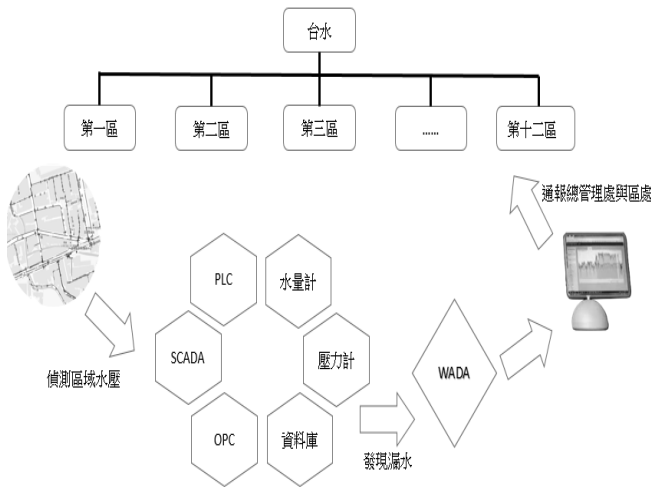 台水
第一區
第二區
第三區
......
第十二區
通報總管理處與區處
PLC
水量計
SCADA
壓力計
WADA
偵測區域水壓
OPC
資料庫
發現漏水